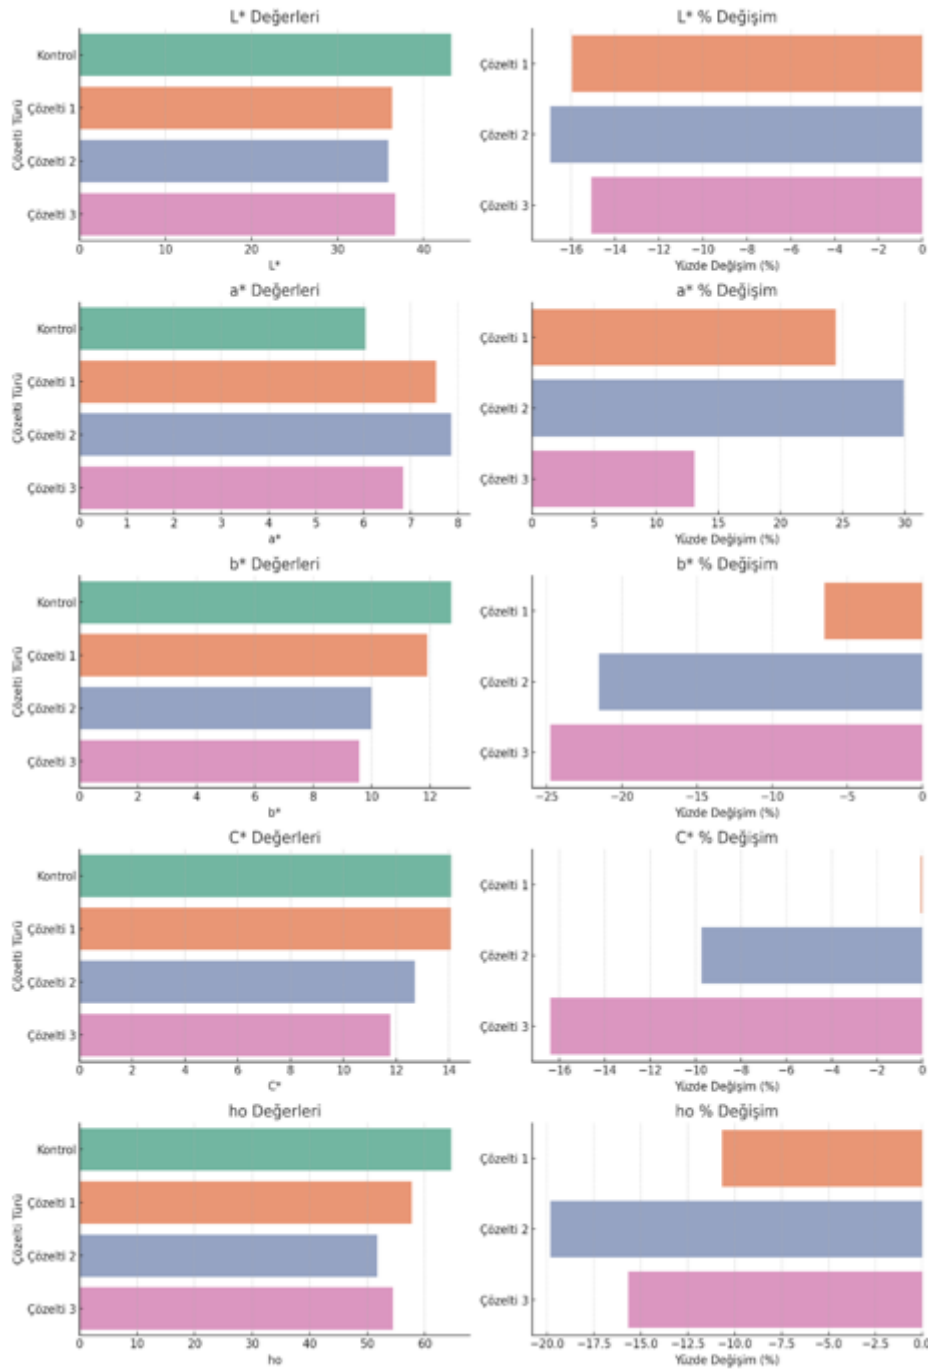 L* Değerleri
Kontrol
Çözelti 1
Çözelti 2
Çözelti 3
Çözelti Türü
0 10 20 30 40
L*
L* % Değişim
Çözelti 1
Çözelti 2
Çözelti 3
−16 −14 −12 −10 −8 −6 −4 −2 0
Yüzde Değişim (%)
a* Değerleri
Kontrol
Çözelti 1
Çözelti 2
Çözelti 3
Çözelti Türü
0 1 2 3 4 5 6 7 8
a*
a* % Değişim
Çözelti 1
Çözelti 2
Çözelti 3
0 5 10 15 20 25 30
Yüzde Değişim (%)
b* Değerleri
Kontrol
Çözelti 1
Çözelti 2
Çözelti 3
Çözelti Türü
0 2 4 6 8 10 12
b*
b* % Değişim
Çözelti 1
Çözelti 2
Çözelti 3
−25 −20 −15 −10 −5 0
Yüzde Değişim (%)
C* Değerleri
Kontrol
Çözelti 1
Çözelti 2
Çözelti 3
Çözelti Türü
0 2 4 6 8 10 12 14
C*
C* % Değişim
Çözelti 1
Çözelti 2
Çözelti 3
−16 −14 −12 −10 −8 −6 −4 −2 0
Yüzde Değişim (%)
ho Değerleri
Kontrol
Çözelti 1
Çözelti 2
Çözelti 3
Çözelti Türü
0 10 20 30 40 50 60
ho
ho % Değişim
Çözelti 1
Çözelti 2
Çözelti 3
−20.0 −17.5 −15.0 −12.5 −10.0 −7.5 −5.0 −2.5 0.0
Yüzde Değişim (%)